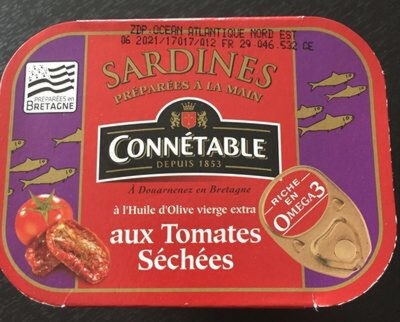 ZDP:OCEAN ATLANTIQUE NORD EST
06 2021/17017/012 FR 29-046.532 CE
SARDINES
PRÉPARÉES À LA MAIN
PRÉPARÉES en
BRETAGNE
CONNÉTABLE
DEPUIS 1853
À Douarnenez en Bretagne
à l'Huile d'Olive vierge extra
aux Tomates
Séchées
RICHE
EN
OMEGA 3